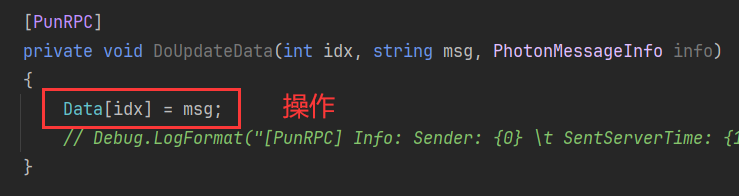 [PunRPC]
private void DoUpdateData(int idx, string msg, PhotonMessageInfo info)
{
Data[idx] = msg; 操作
// Debug.LogFormat("[PunRPC] Info: Sender: {0} \t SentServerTime: {1
}